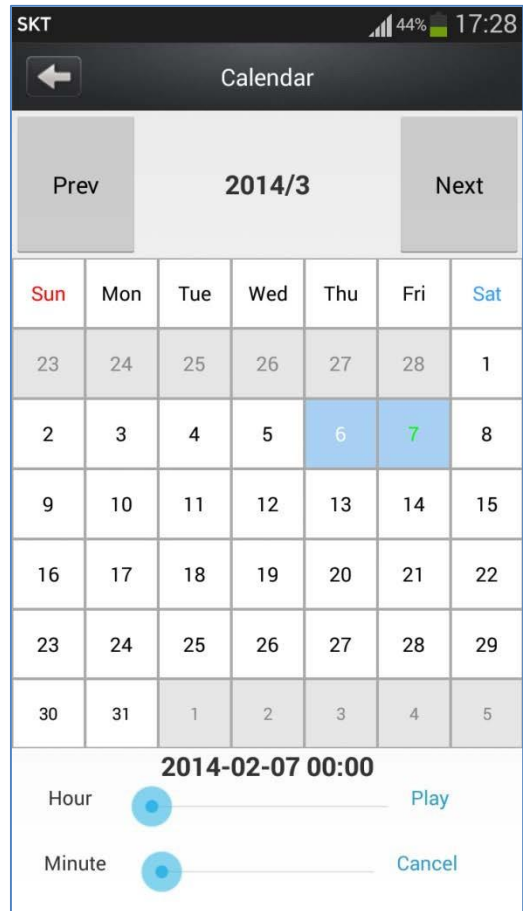 SKT 44% 17:28
Calendar
Prev 2014/3 Next
Sun Mon Tue Wed Thu Fri Sat
23 24 25 26 27 28 1
2 3 4 5 6 7 8
9 10 11 12 13 14 15
16 17 18 19 20 21 22
23 24 25 26 27 28 29
30 31 1 2 3 4 5
2014-02-07 00:00
Hour Play
Minute Cancel